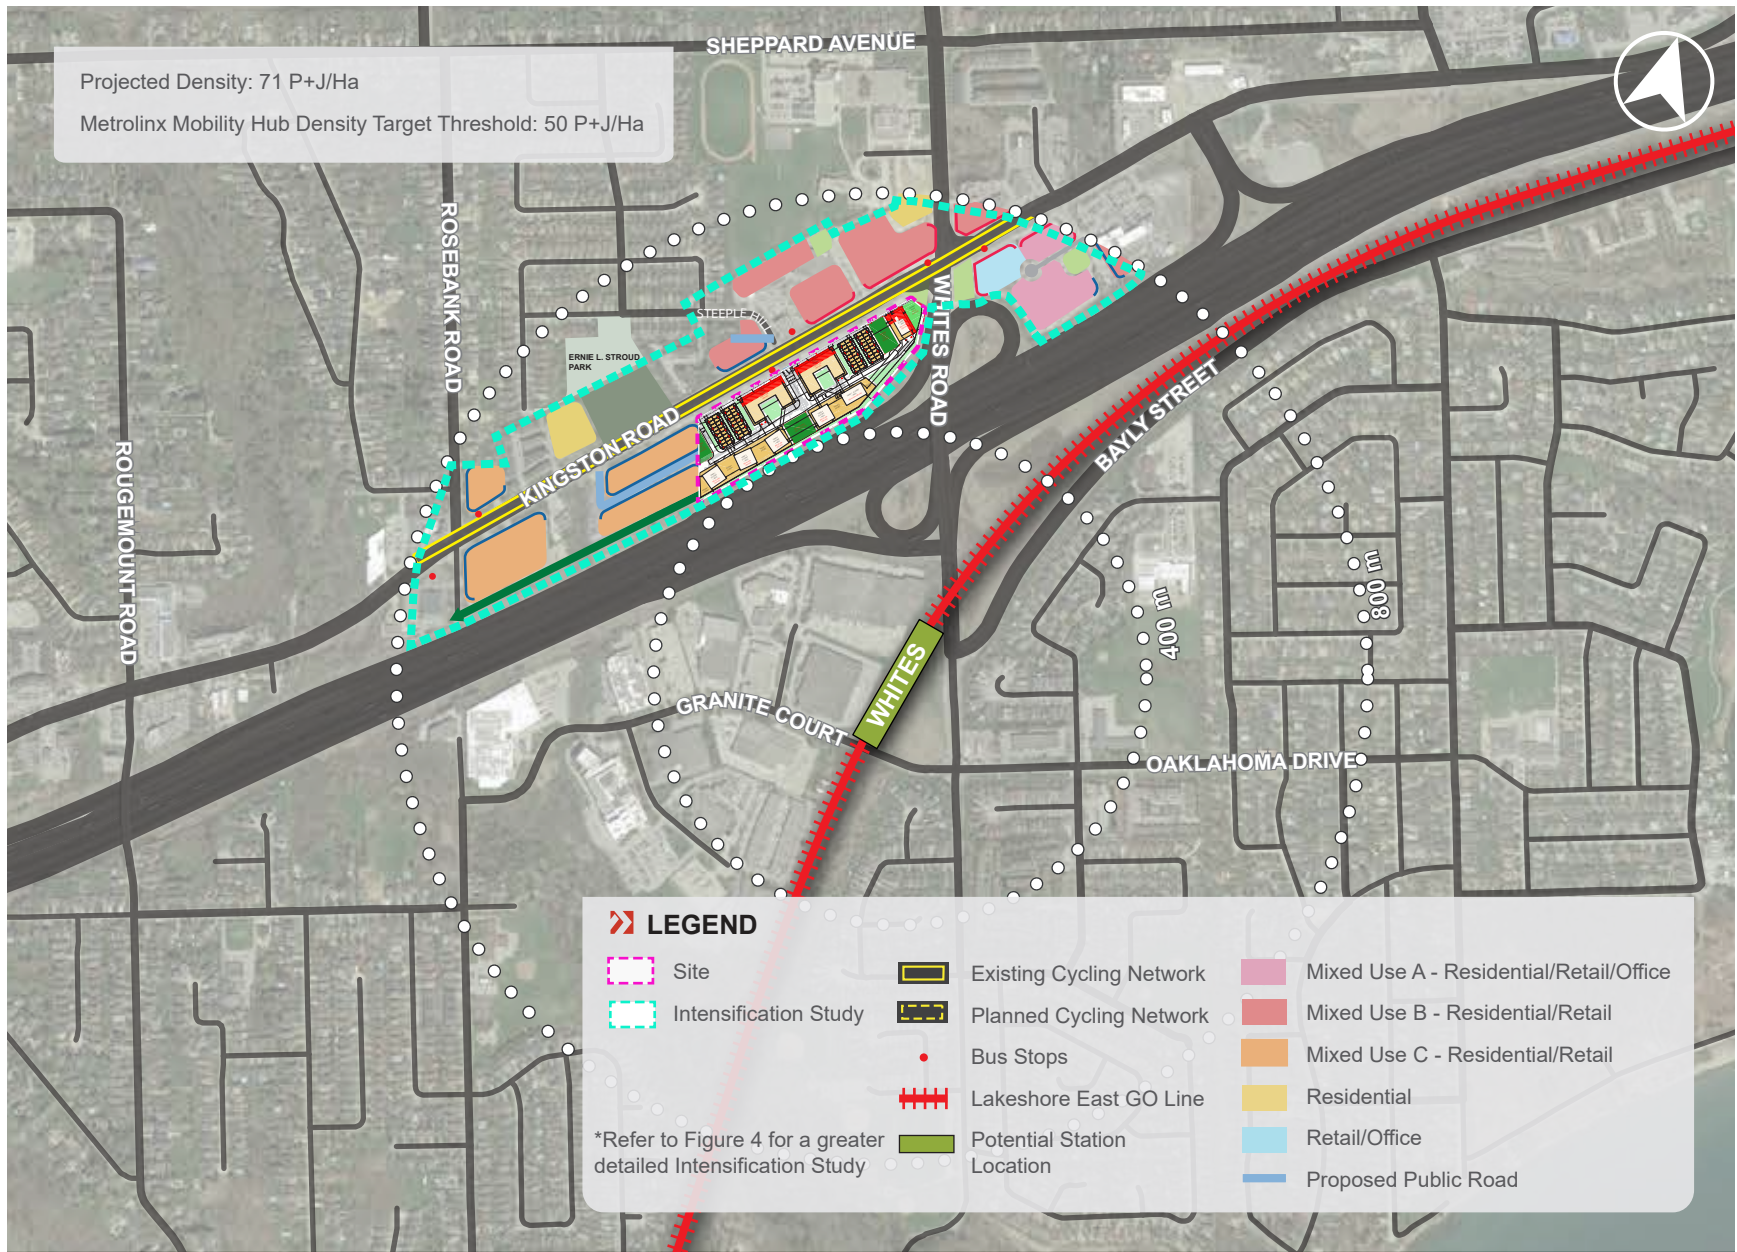 SHEPPARD AVENUE
Projected Density: 71 P+J/Ha
Metrolinx Mobility Hub Density Target Threshold: 50 P+J/Ha
ROSEBANK ROAD
WHITES ROAD
STEEPLE HILL
ERNIE L. STROUD
PARK
KINGSTON ROAD
BAYLY STREET
ROUGEMOUNT ROAD
400 m
800 m
WHITES
GRANITE COURT
OAKLAHOMA DRIVE
LEGEND
Site
Intensification Study
*Refer to Figure 4 for a greater
detailed Intensification Study
Existing Cycling Network
Planned Cycling Network
Bus Stops
Lakeshore East GO Line
Potential Station
Location
Mixed Use A - Residential/Retail/Office
Mixed Use B - Residential/Retail
Mixed Use C - Residential/Retail
Residential
Retail/Office
Proposed Public Road